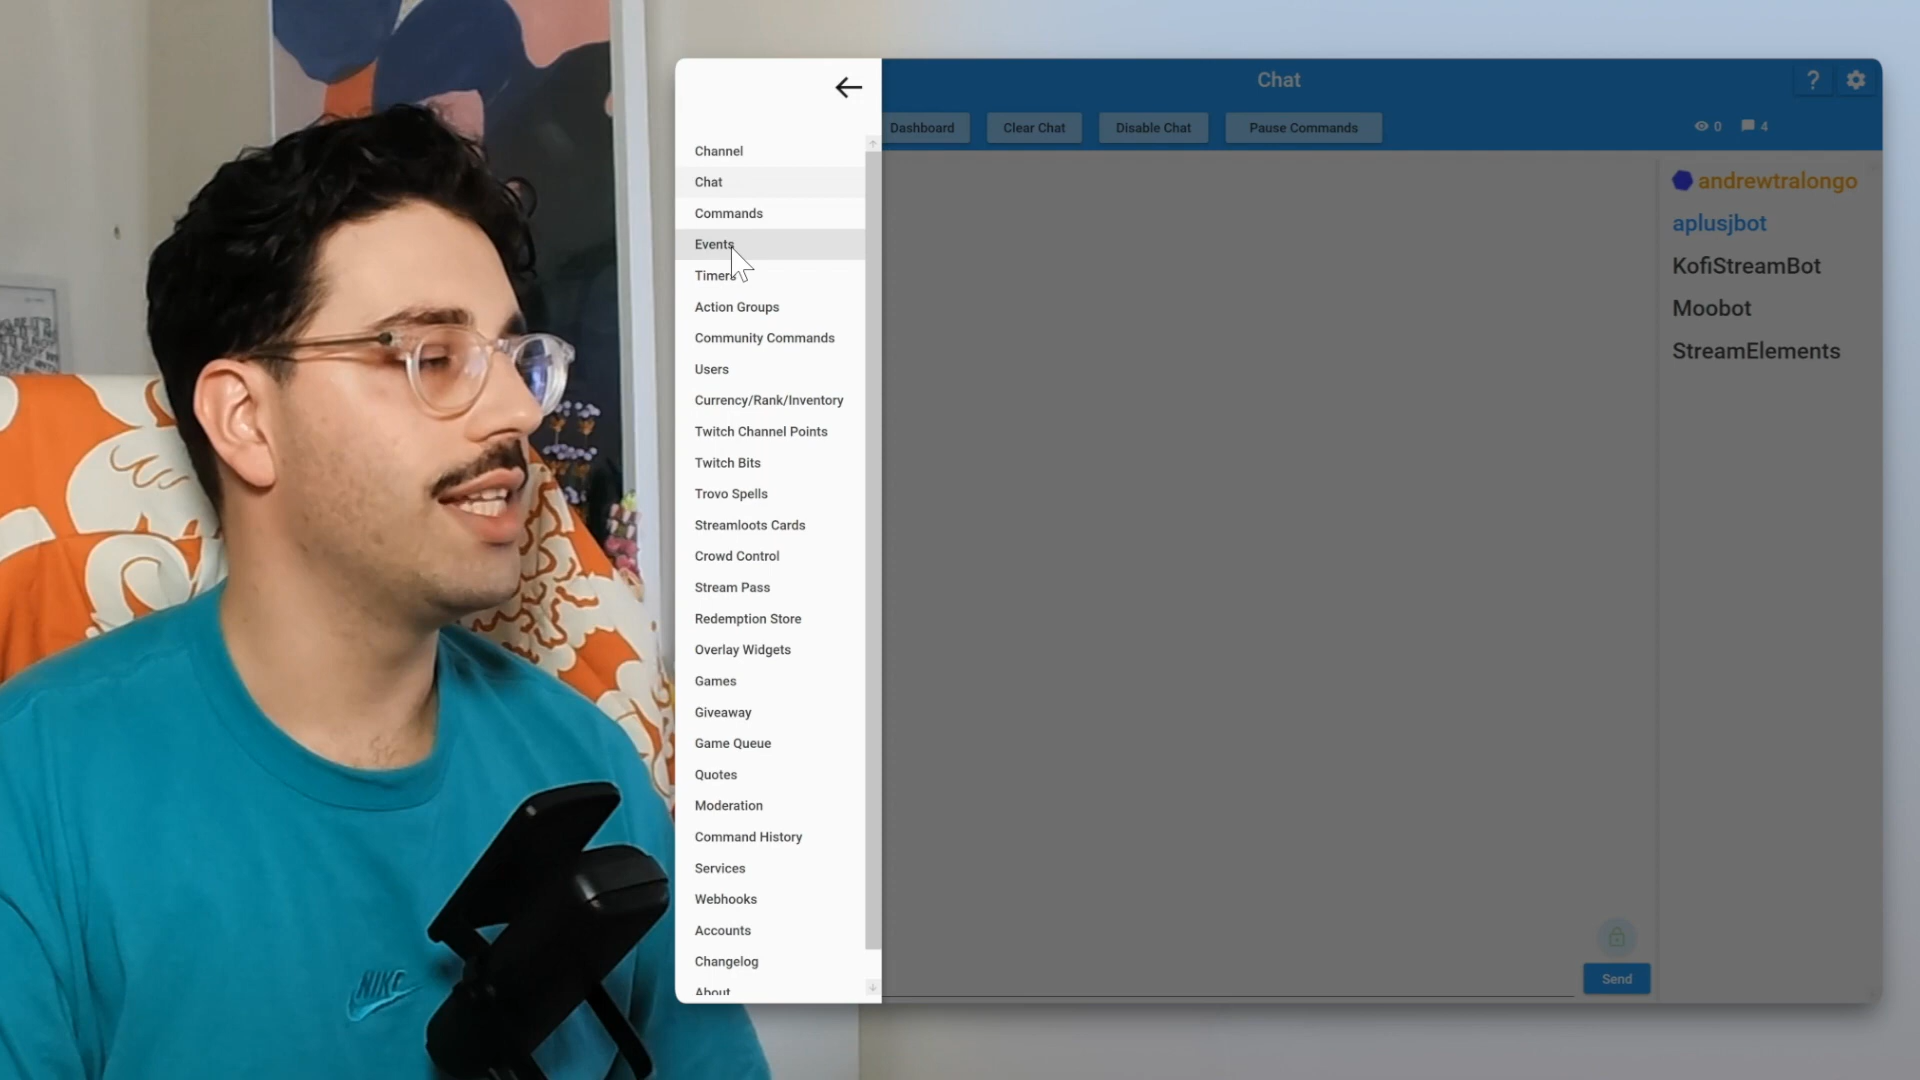 Chat
Dashboard
Clear Chat
Disable Chat
Pause Commands
0
4
Channel
Chat
Commands
Events
Timers
Action Groups
Community Commands
Users
Currency/Rank/Inventory
Twitch Channel Points
Twitch Bits
Trovo Spells
Streamloots Cards
Crowd Control
Stream Pass
Redemption Store
Overlay Widgets
Games
Giveaway
Game Queue
Quotes
Moderation
Command History
Services
Webhooks
Accounts
Changelog
About
andrewtralongo
aplusjbot
KofiStreamBot
Moobot
StreamElements
Send
NIKE